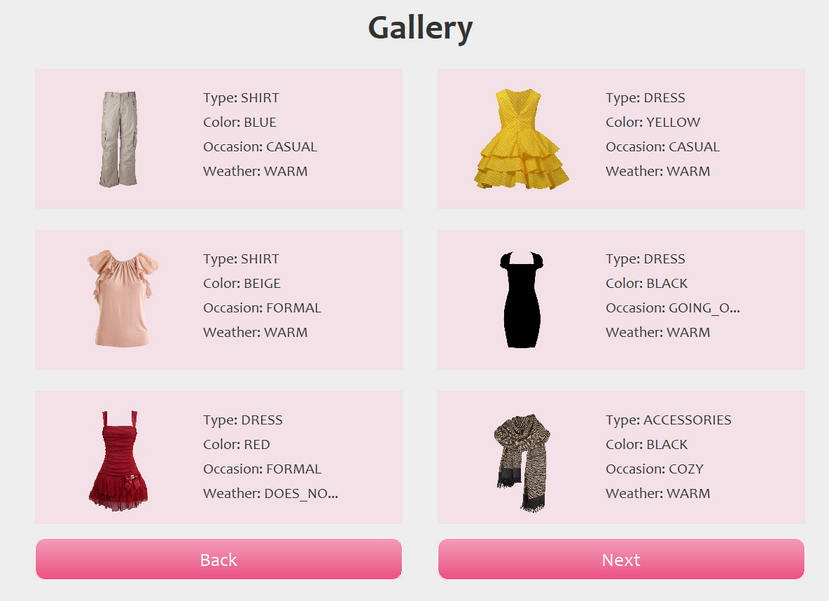 Gallery
Type: SHIRT
Color: BLUE
Occasion: CASUAL
Weather: WARM
Type: DRESS
Color: YELLOW
Occasion: CASUAL
Weather: WARM
Type: SHIRT
Color: BEIGE
Occasion: FORMAL
Weather: WARM
Type: DRESS
Color: BLACK
Occasion: GOING_O...
Weather: WARM
Type: DRESS
Color: RED
Occasion: FORMAL
Weather: DOES_NO...
Type: ACCESSORIES
Color: BLACK
Occasion: COZY
Weather: WARM
Back
Next